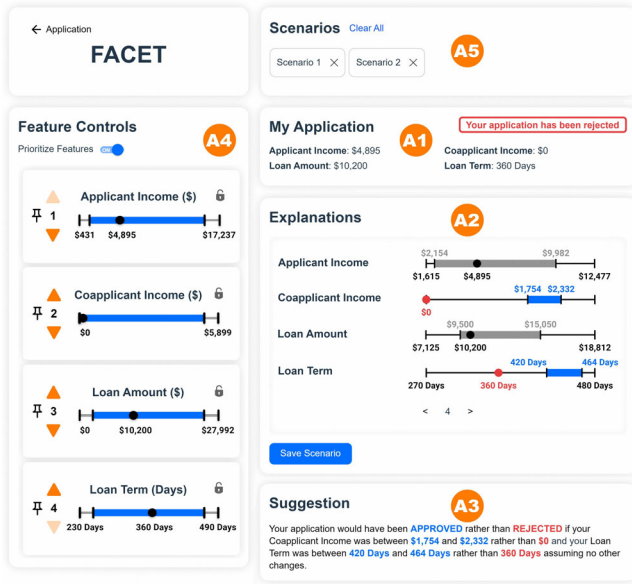 ← Application
FACET
Scenarios Clear All
Scenario 1 ×
Scenario 2 ×
A5
Feature Controls
A4
Prioritize Features ON
1 Applicant Income ($)
$431 $4,895 $17,237
2 Coapplicant Income ($)
$0 $5,899
3 Loan Amount ($)
$0 $10,200 $27,992
4 Loan Term (Days)
230 Days 360 Days 490 Days
My Application
A1
Your application has been rejected
Applicant Income: $4,895 Coapplicant Income: $0
Loan Amount: $10,200 Loan Term: 360 Days
Explanations
A2
$2,154 $9,982
Applicant Income
$1,615 $4,895 $12,477
$1,754 $2,332
Coapplicant Income
$0
$9,500 $15,050
Loan Amount
$7,125 $10,200 $18,812
420 Days 464 Days
Loan Term
270 Days 360 Days 480 Days
< 4 >
Save Scenario
Suggestion
A3
Your application would have been APPROVED rather than REJECTED if your
Coapplicant Income was between $1,754 and $2,332 rather than $0 and your Loan
Term was between 420 Days and 464 Days rather than 360 Days assuming no other
changes.